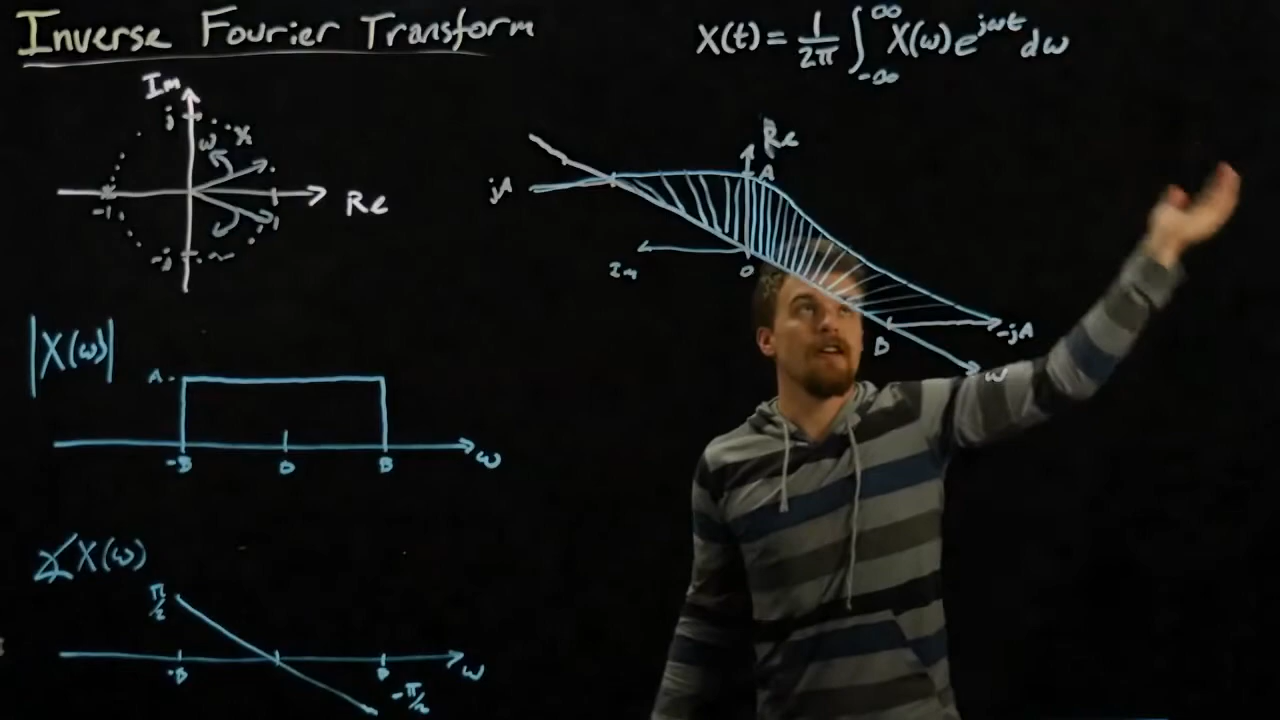 Inverse Fourier Transform
X(t) = 1/2π ∫_{-∞}^{∞} X(ω) e^{jωt} dω
Im
j
ω
-1
1
Re
-j
Re
A
jA
Im
0
-jA
B
ω
|X(ω)|
A
-B 0 B ω
∡X(ω)
π/2
-B B ω
-π/2